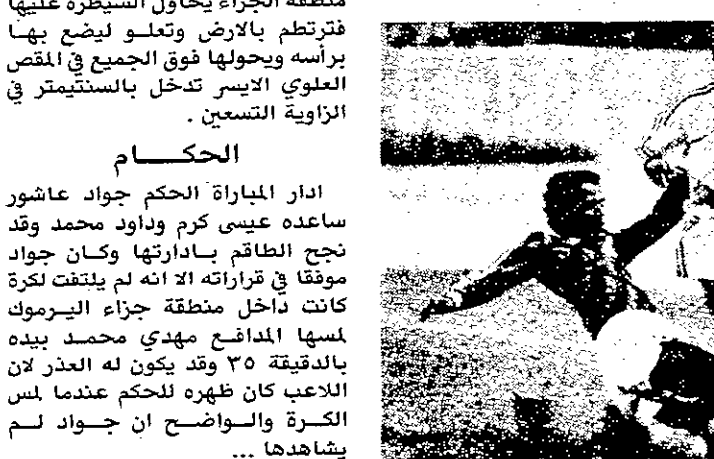 منطقة الجزاء يحاول السيطرة عليها
فترتطم بالارض وتعلو ليضع بها
برأسه ويحولها فوق الجميع في المقص
العلوي الايسر تدخل بالسنتيمتر في
الزاوية التسعين .
الحكام
ادار المباراة الحكم جواد عاشور
ساعده عيسى كرم وداود محمد وقد
نجح الطاقم بادارتها وكان جواد
موفقا في قراراته الا انه لم يلتفت لكرة
كانت داخل منطقة جزاء اليرموك
لمسها المدافع مهدي محمد بيده
بالدقيقة ٣٥ وقد يكون له العذر لان
اللاعب كان ظهره للحكم عندما لمس
الكرة والواضح ان جواد لم
يشاهدها ...